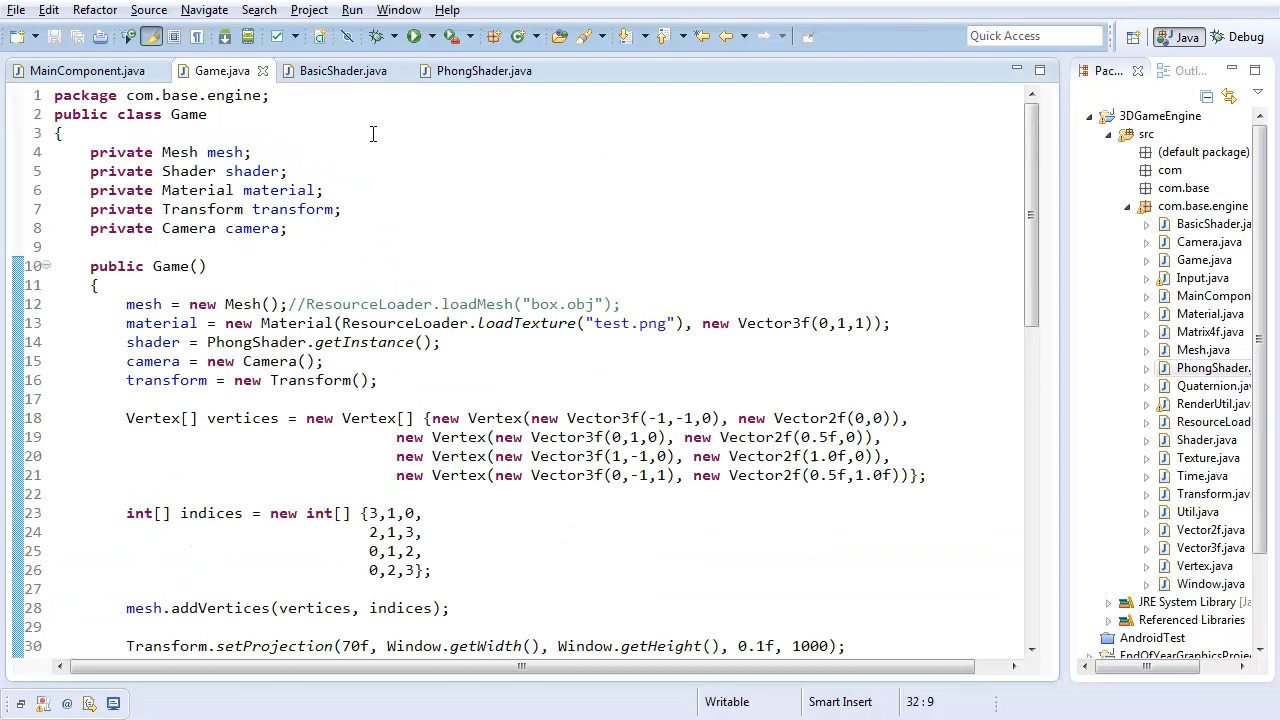 File Edit Refactor Source Navigate Search Project Run Window Help
Quick Access Java Debug
MainComponent.java Game.java BasicShader.java PhongShader.java
1 package com.base.engine;
2 public class Game
3 {
4 private Mesh mesh;
5 private Shader shader;
6 private Material material;
7 private Transform transform;
8 private Camera camera;
9
10 public Game()
11 {
12 mesh = new Mesh();//ResourceLoader.loadMesh("box.obj");
13 material = new Material(ResourceLoader.loadTexture("test.png"), new Vector3f(0,1,1));
14 shader = PhongShader.getInstance();
15 camera = new Camera();
16 transform = new Transform();
17
18 Vertex[] vertices = new Vertex[] {new Vertex(new Vector3f(-1,-1,0), new Vector2f(0,0)),
19 new Vertex(new Vector3f(0,1,0), new Vector2f(0.5f,0)),
20 new Vertex(new Vector3f(1,-1,0), new Vector2f(1.0f,0)),
21 new Vertex(new Vector3f(0,-1,1), new Vector2f(0.5f,1.0f))};
22
23 int[] indices = new int[] {3,1,0,
24 2,1,3,
25 0,1,2,
26 0,2,3};
27
28 mesh.addVertices(vertices, indices);
29
30 Transform.setProjection(70f, Window.getWidth(), Window.getHeight(), 0.1f, 1000);
Pac... Outl...
3DGameEngine
src
(default package)
com
com.base
com.base.engine
BasicShader.ja
Camera.java
Game.java
Input.java
MainCompon
Material.java
Matrix4f.java
Mesh.java
PhongShader.
Quaternion.jav
RenderUtil.jav
ResourceLoad
Shader.java
Texture.java
Time.java
Transform.jav
Util.java
Vector2f.java
Vector3f.java
Vertex.java
Window.java
JRE System Library [Ja
Referenced Libraries
AndroidTest
EndOfYearGraphicsProje
Writable Smart Insert 32 : 9